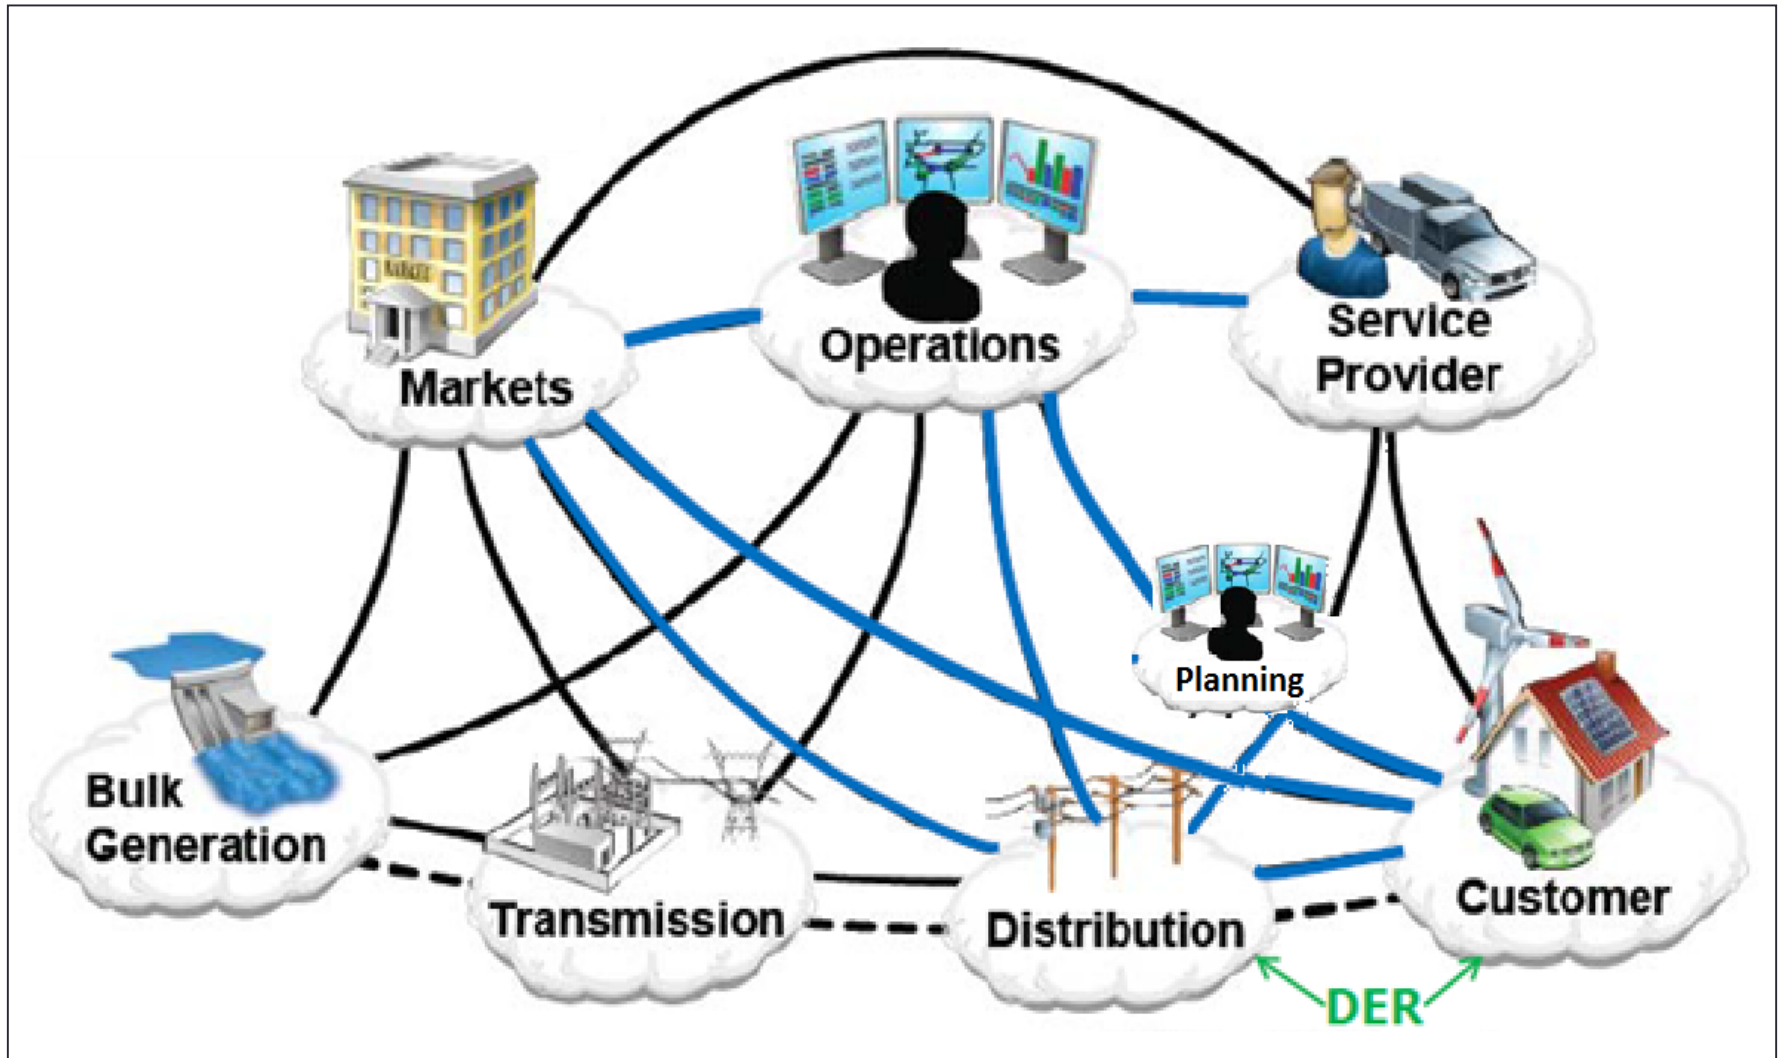 Operations
Service
Provider
Markets
Planning
Bulk
Generation
Transmission
Distribution
Customer
DER